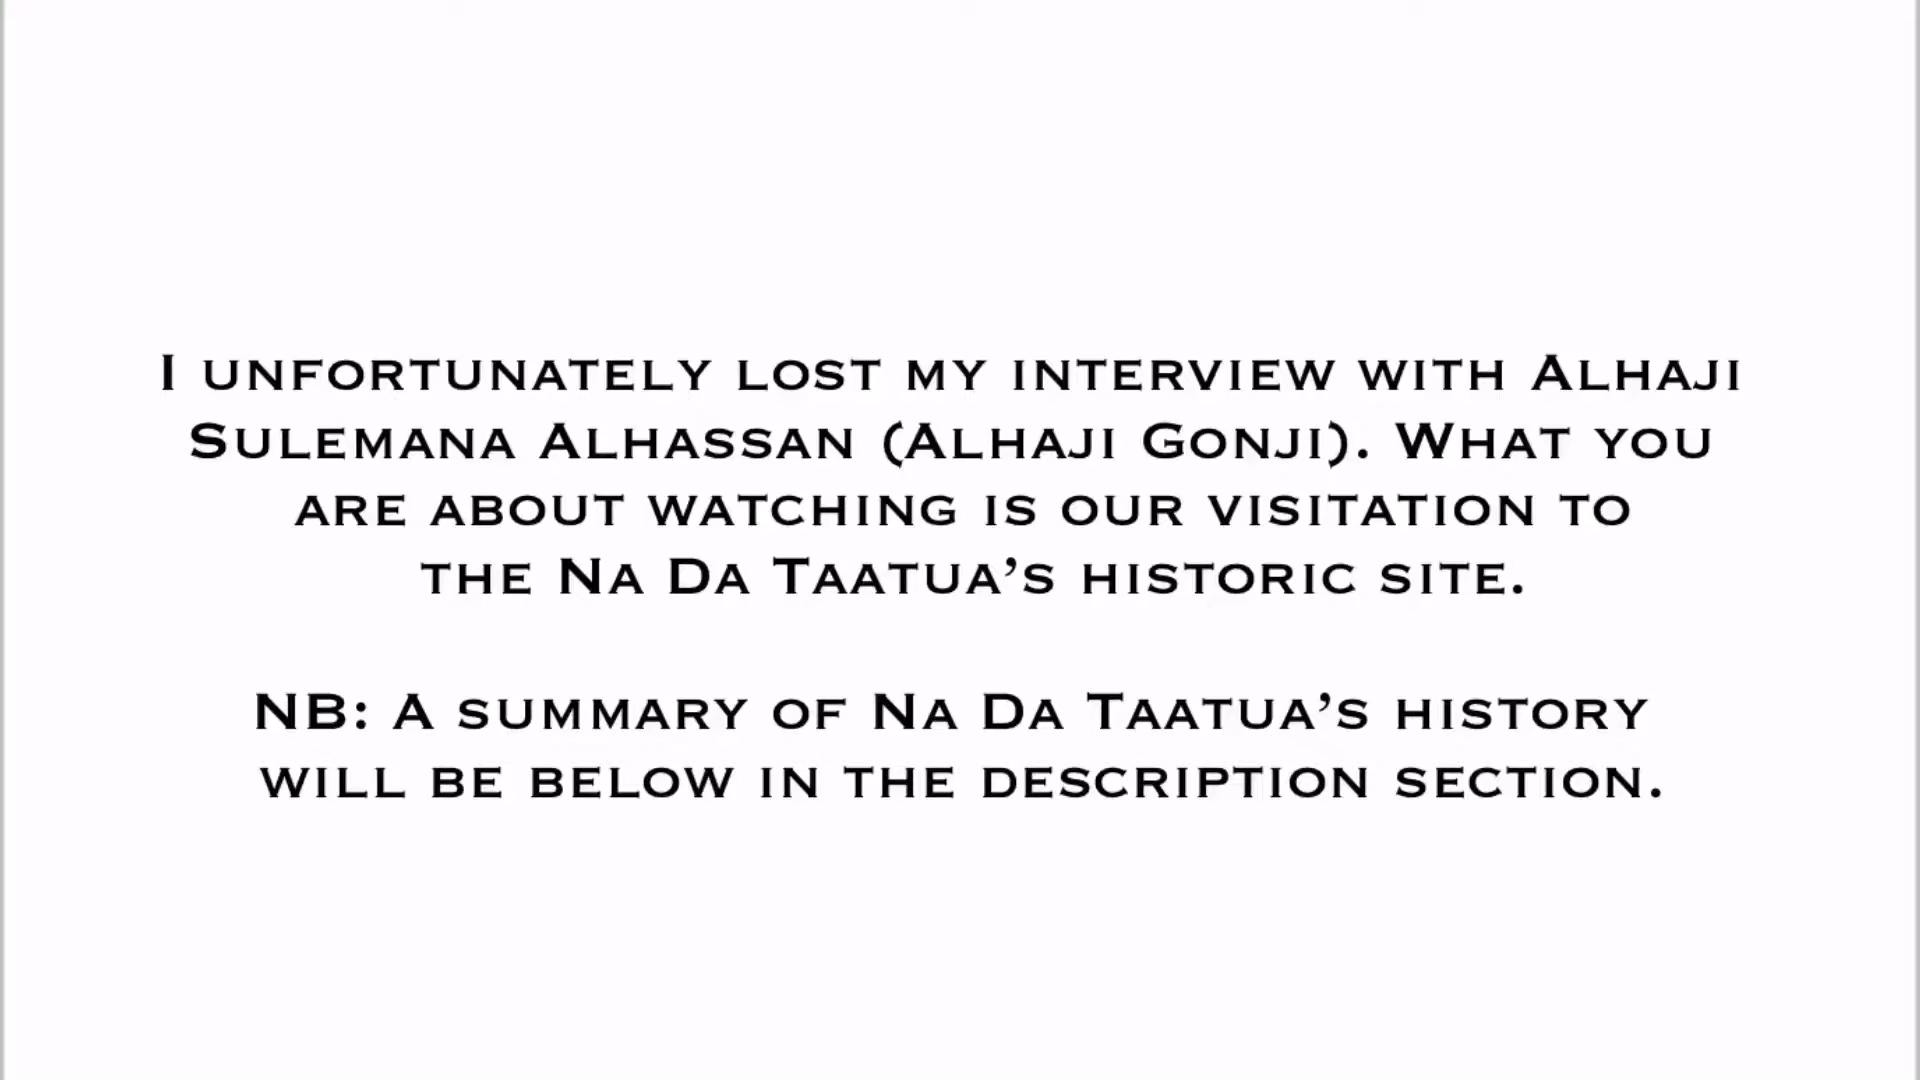 I unfortunately lost my interview with Alhaji
Sulemana Alhassan (Alhaji Gonji). What you
are about watching is our visitation to
the Na Da Taatua’s historic site.
NB: A summary of Na Da Taatua’s history
will be below in the description section.